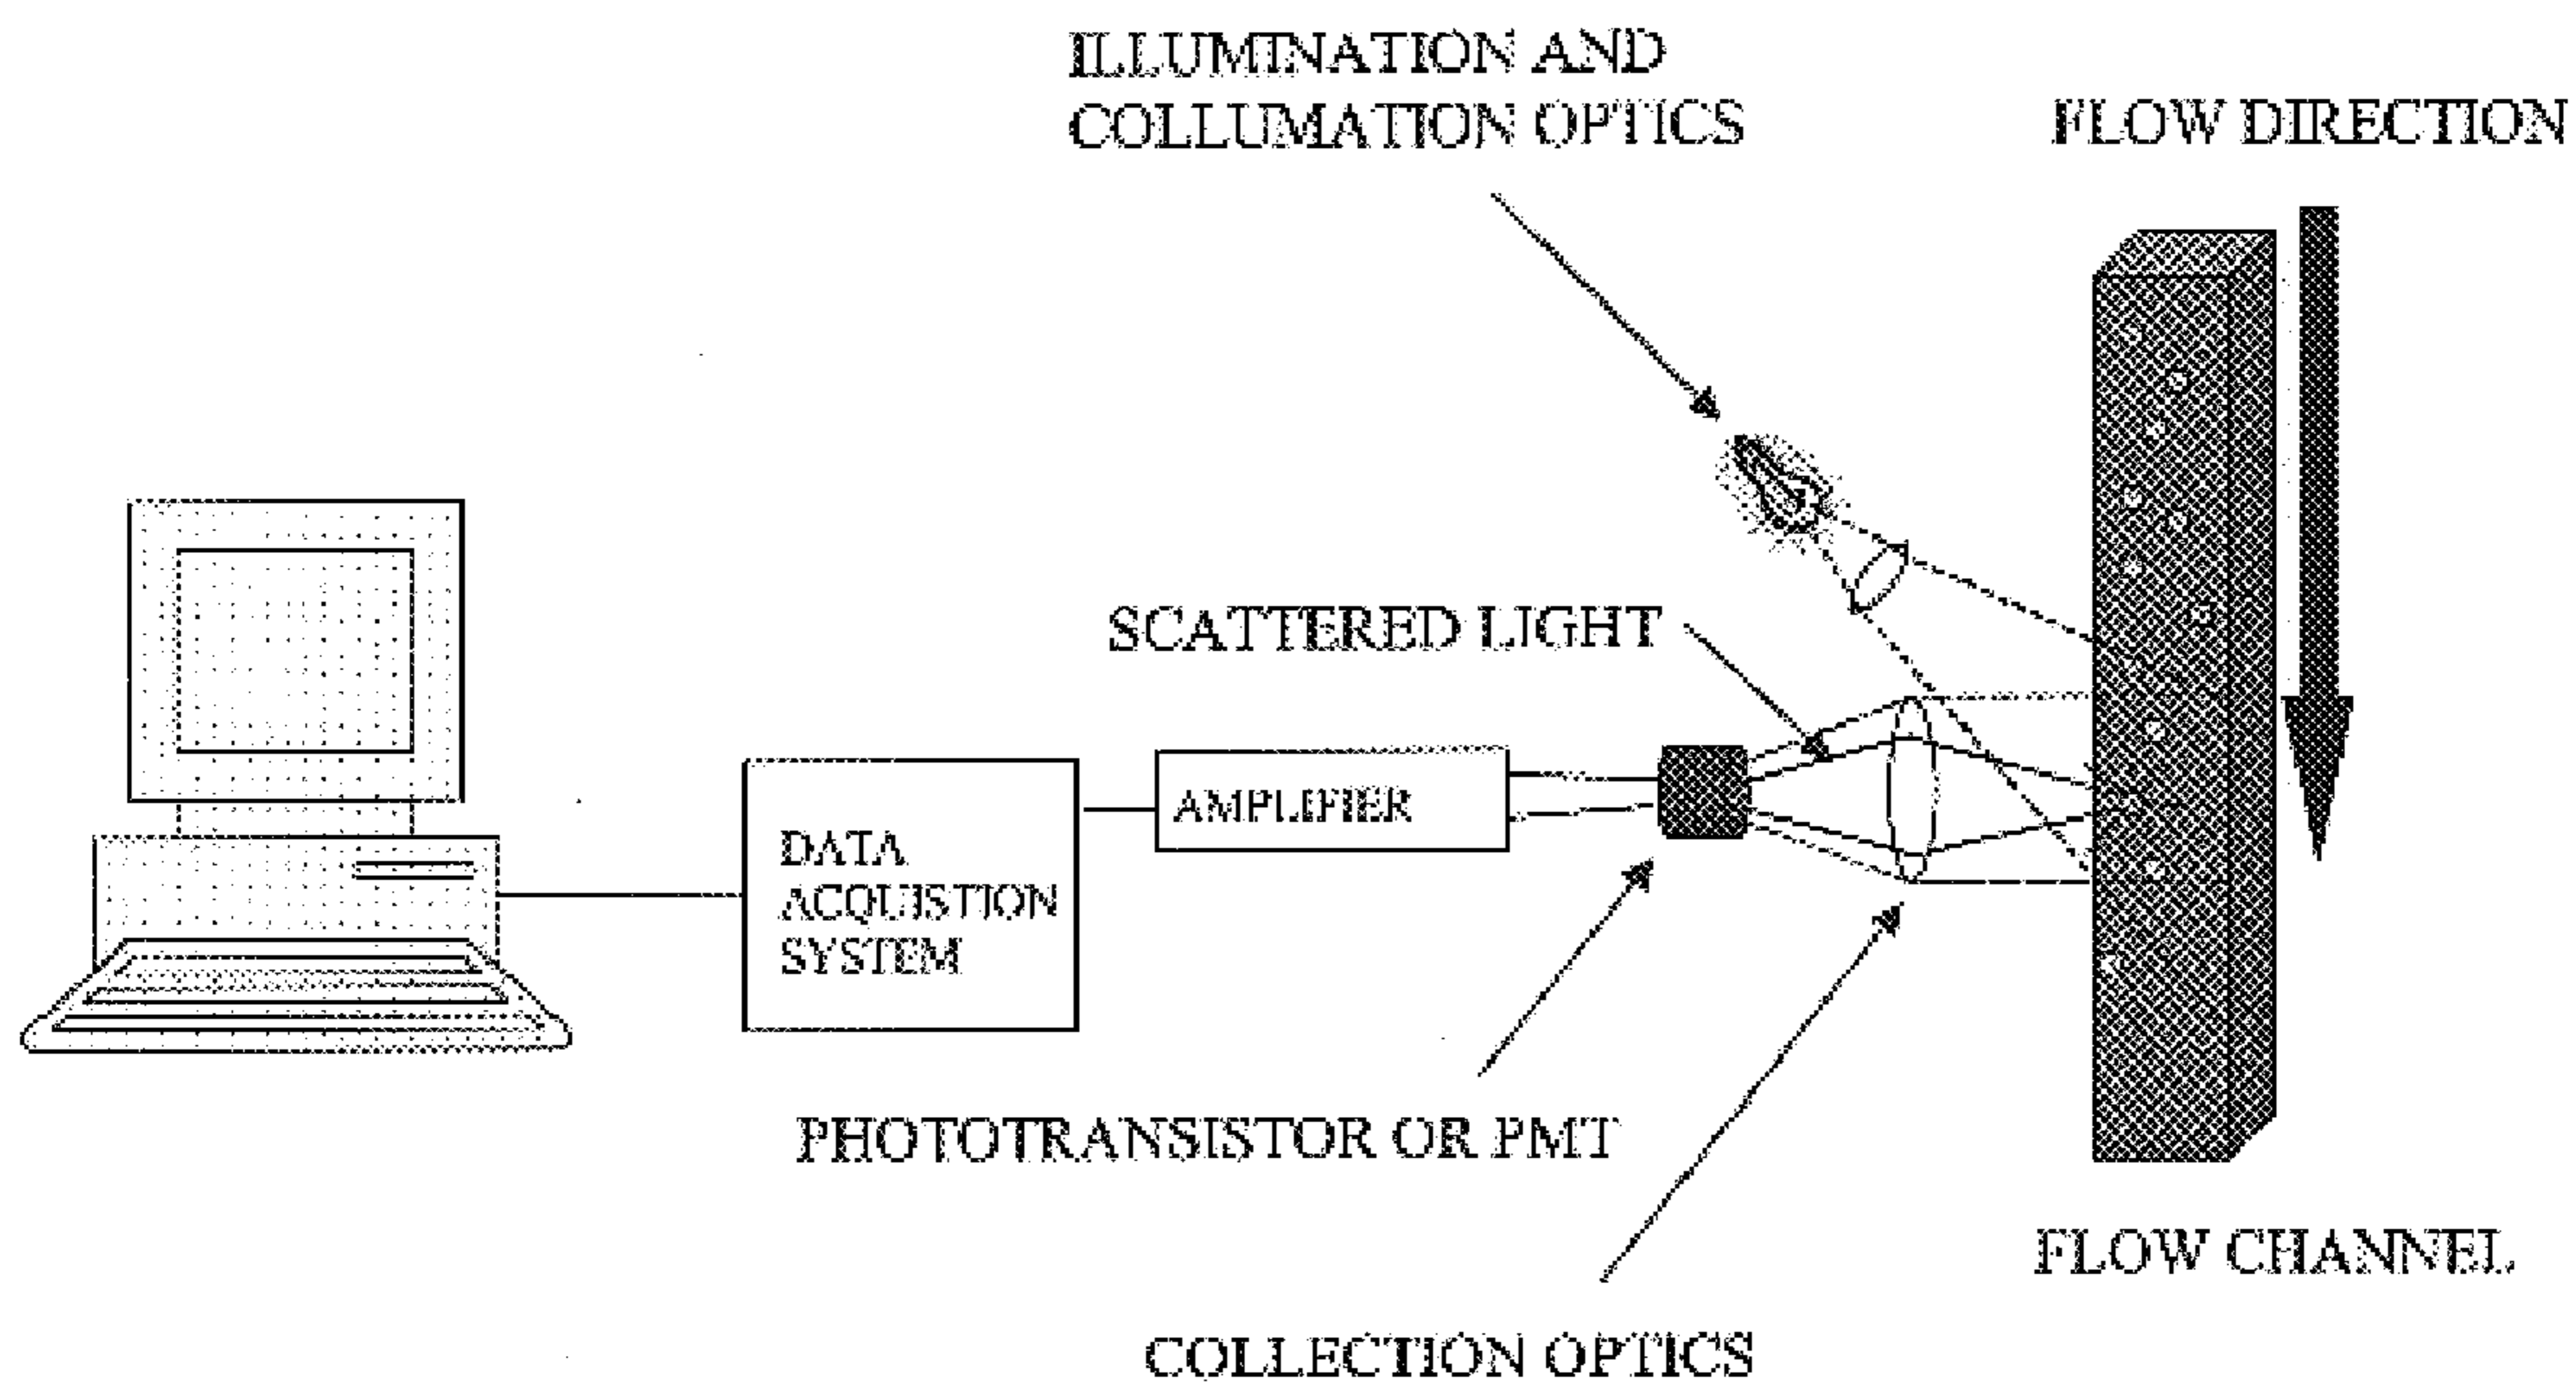 ILLUMINATION AND
COLLUMATION OPTICS
FLOW DIRECTION
SCATTERED LIGHT
AMPLIFIER
DATA
ACQUISTION
SYSTEM
PHOTOTRANSISTOR OR PMT
FLOW CHANNEL
COLLECTION OPTICS